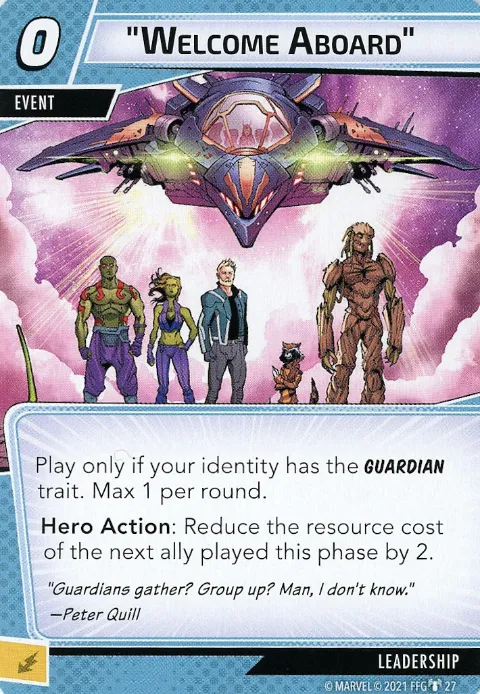 0
"WELCOME ABOARD"
EVENT
Play only if your identity has the GUARDIAN
trait. Max 1 per round.
Hero Action: Reduce the resource cost
of the next ally played this phase by 2.
"Guardians gather? Group up? Man, I don't know."
—Peter Quill
LEADERSHIP
© MARVEL © 2021 FFG 27